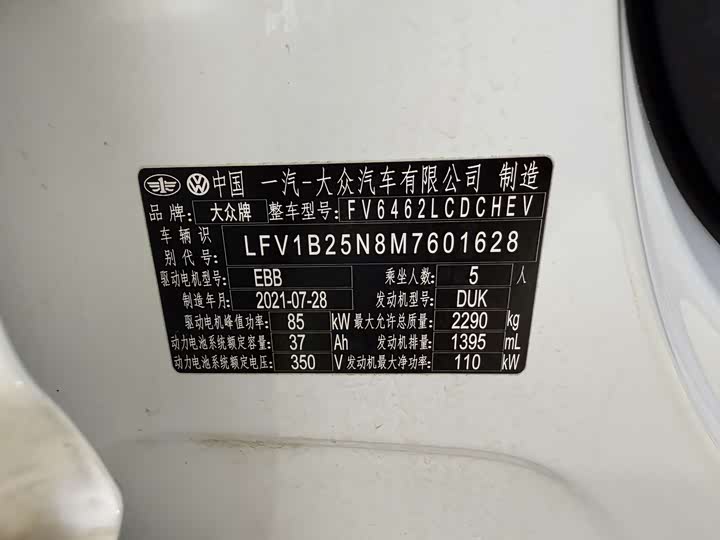 中国 一汽-大众汽车有限公司 制造
品牌: 大众牌 整车型号: FV6462LCDCHEV
车辆识别代号: LFV1B25N8M7601628
驱动电机型号: EBB 乘坐人数: 5 人
制造年月: 2021-07-28 发动机型号: DUK
驱动电机峰值功率: 85 kW 最大允许总质量: 2290 kg
动力电池系统额定容量: 37 Ah 发动机排量: 1395 mL
动力电池系统额定电压: 350 V 发动机最大净功率: 110 kW